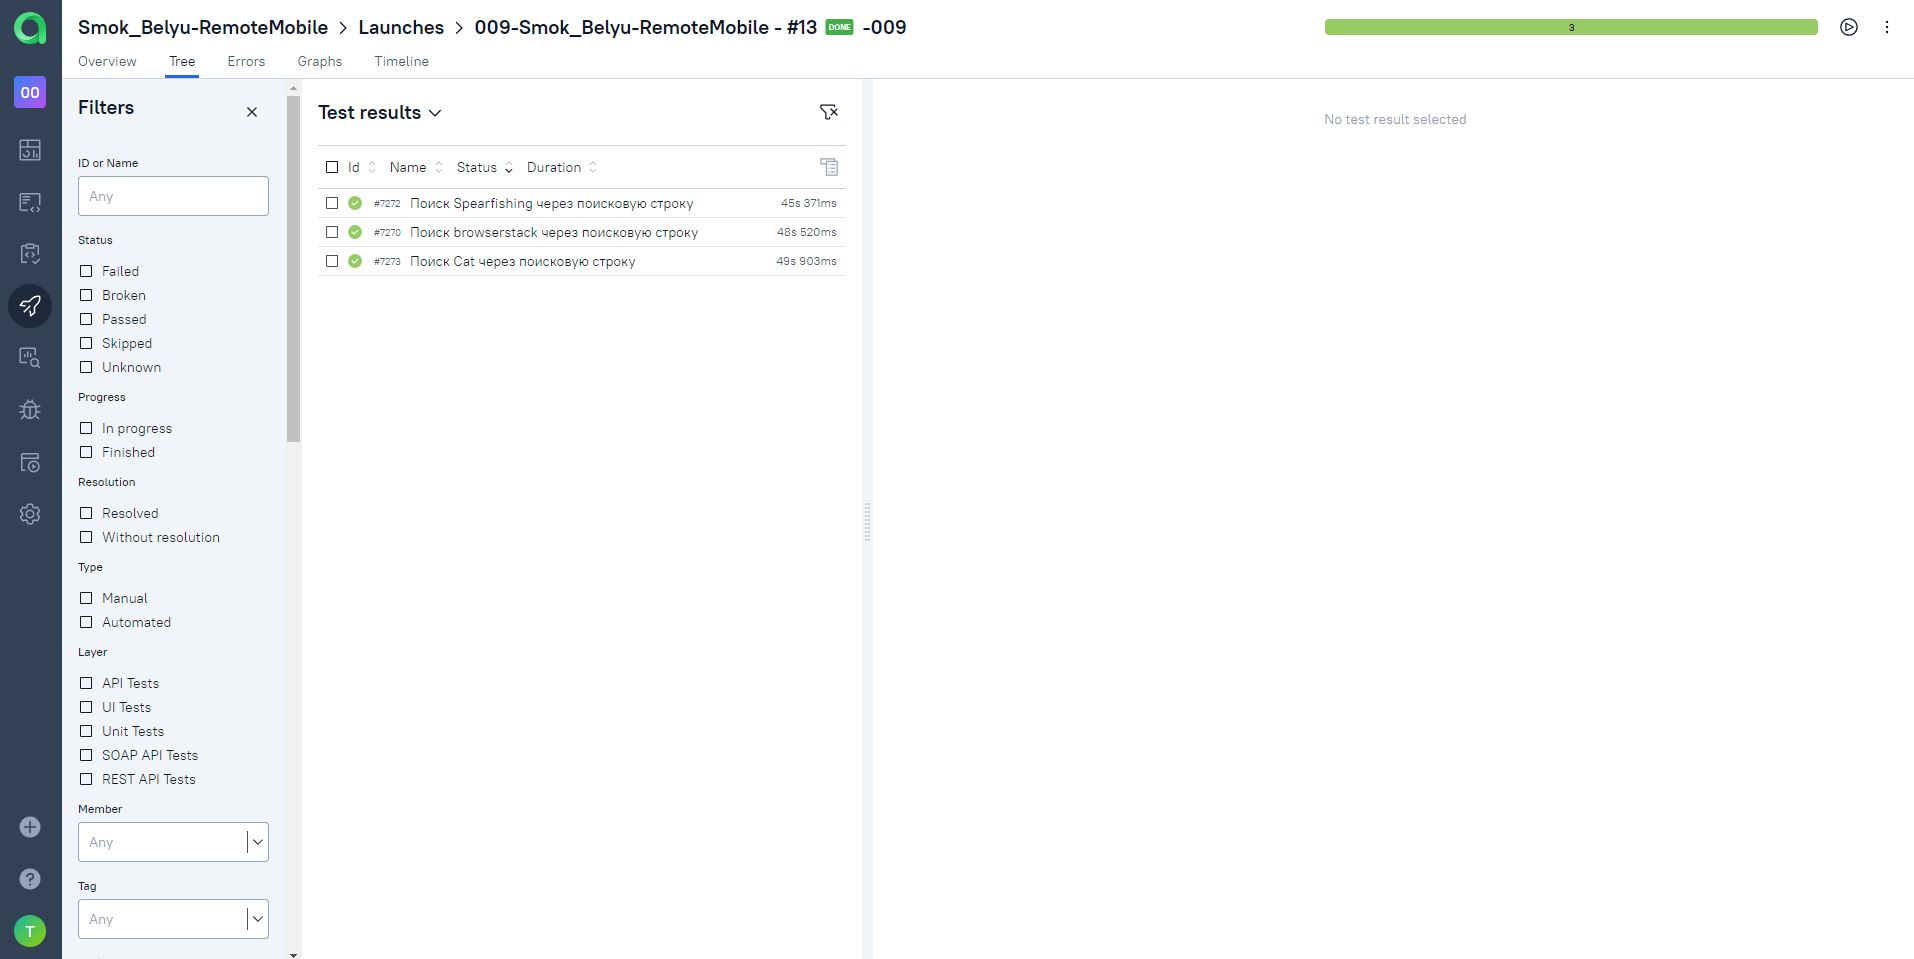 Smok_Belyu-RemoteMobile > Launches > 009-Smok_Belyu-RemoteMobile - #13 DONE -009
3
Overview Tree Errors Graphs Timeline
00
Filters
ID or Name
Any
Status
Failed
Broken
Passed
Skipped
Unknown
Progress
In progress
Finished
Resolution
Resolved
Without resolution
Type
Manual
Automated
Layer
API Tests
UI Tests
Unit Tests
SOAP API Tests
REST API Tests
Member
Any
Tag
Any
T
Test results
Id Name Status Duration
#7272 Поиск Spearfishing через поисковую строку 45s 371ms
#7270 Поиск browserstack через поисковую строку 48s 520ms
#7273 Поиск Cat через поисковую строку 49s 903ms
No test result selected